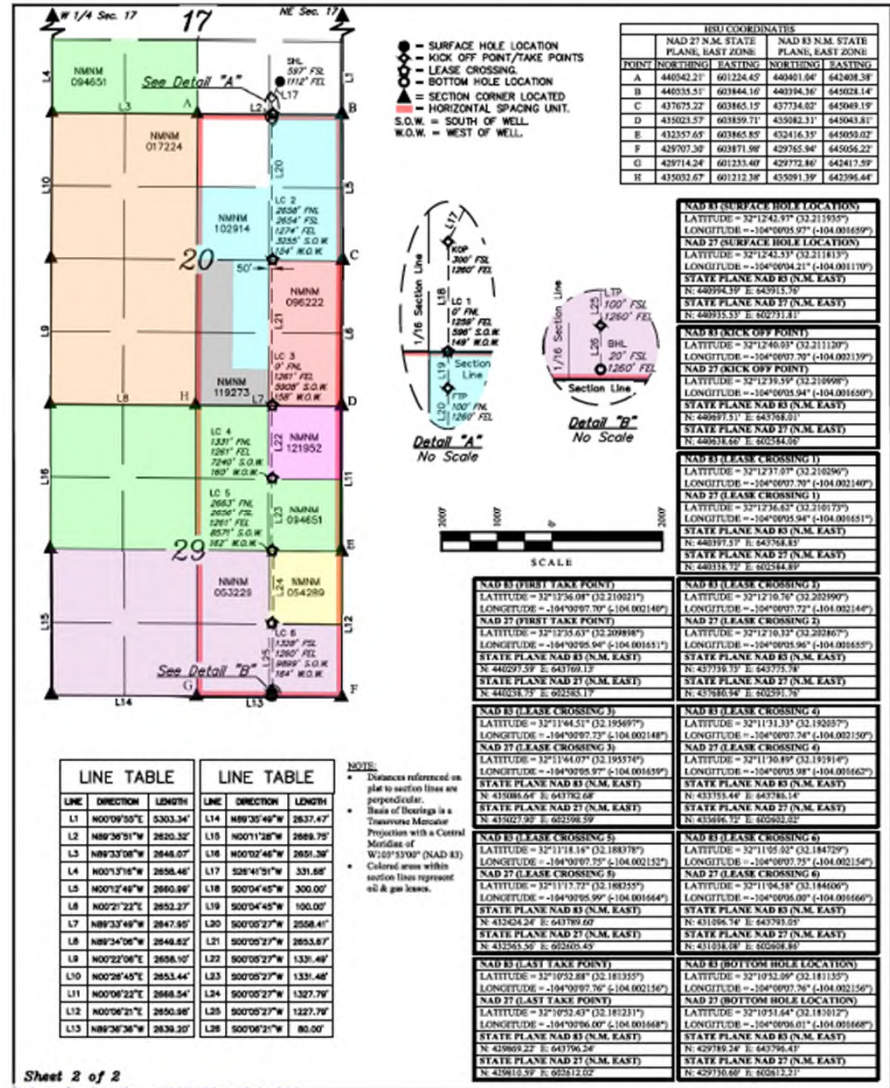 W 1/4 Sec. 17
17
NE Sec. 17
NMNM
094651
See Detail "A"
SHL
597' FSL
1112' FEL
L17
L1
L4
L3
A
L2
B
NMNM
017224
L20
L10
L5
NMNM
102914
LC 2
2658' FNL
2654' FSL
1274' FEL
3255' S.O.W.
154' W.O.W.
20
C
50'
NMNM
096222
L21
L9
L6
LC 3
0' FNL
1261' FEL
5908' S.O.W.
158' W.O.W.
NMNM
119273
L8
H
L7
D
LC 4
1331' FNL
1261' FEL
7240' S.O.W.
160' W.O.W.
L22
NMNM
121952
L16
L11
LC 5
2663' FNL
2656' FSL
1261' FEL
8571' S.O.W.
162' W.O.W.
L23
NMNM
094651
29
E
NMNM
053229
L24
NMNM
054289
L15
L12
LC 6
1328' FSL
1260' FEL
9899' S.O.W.
164' W.O.W.
L25
See Detail "B"
G
F
L14
L13
- SURFACE HOLE LOCATION
- KICK OFF POINT/TAKE POINTS
- LEASE CROSSING.
- BOTTOM HOLE LOCATION
= SECTION CORNER LOCATED
= HORIZONTAL SPACING UNIT.
S.O.W. = SOUTH OF WELL.
W.O.W. = WEST OF WELL.
HSU COORDINATES
NAD 27 N.M. STATE PLANE, EAST ZONE
NAD 83 N.M. STATE PLANE, EAST ZONE
POINT NORTHING EASTING NORTHING EASTING
A 440342.21' 601224.45' 440401.04' 642408.38'
B 440335.51' 603844.16' 440394.36' 645028.14'
C 437675.22' 603865.15' 437734.02' 645049.19'
D 435023.57' 603859.71' 435082.31' 645043.81'
E 432357.65' 603865.85' 432416.35' 645050.02'
F 429707.30' 603871.98' 429765.94' 645056.22'
G 429714.24' 601233.40' 429772.86' 642417.59'
H 435032.67' 601212.38' 435091.39' 642396.44'
1/16 Section Line
L17
KOP
300' FSL
1260' FEL
L18
LC 1
0' FNL
1259' FEL
596' S.O.W.
149' W.O.W.
L19
Section
Line
L20
FTP
100' FNL
1260' FEL
Detail "A"
No Scale
1/16 Section Line
L25
LTP
100' FSL
1260' FEL
L26
BHL
20' FSL
1260' FEL
Section Line
Detail "B"
No Scale
2000' 1000' 0' 2000'
SCALE
NAD 83 (SURFACE HOLE LOCATION)
LATITUDE = 32°12'42.97" (32.211935°)
LONGITUDE = -104°00'05.97" (-104.001659°)
NAD 27 (SURFACE HOLE LOCATION)
LATITUDE = 32°12'42.53" (32.211813°)
LONGITUDE = -104°00'04.21" (-104.001170°)
STATE PLANE NAD 83 (N.M. EAST)
N: 440994.39' E: 643915.76'
STATE PLANE NAD 27 (N.M. EAST)
N: 440935.53' E: 602731.81'
NAD 83 (KICK OFF POINT)
LATITUDE = 32°12'40.03" (32.211120°)
LONGITUDE = -104°00'07.70" (-104.002139°)
NAD 27 (KICK OFF POINT)
LATITUDE = 32°12'39.59" (32.210998°)
LONGITUDE = -104°00'05.94" (-104.001650°)
STATE PLANE NAD 83 (N.M. EAST)
N: 440697.51' E: 643768.01'
STATE PLANE NAD 27 (N.M. EAST)
N: 440638.66' E: 602584.06'
NAD 83 (LEASE CROSSING 1)
LATITUDE = 32°12'37.07" (32.210296°)
LONGITUDE = -104°00'07.70" (-104.002140°)
NAD 27 (LEASE CROSSING 1)
LATITUDE = 32°12'36.62" (32.210173°)
LONGITUDE = -104°00'05.94" (-104.001651°)
STATE PLANE NAD 83 (N.M. EAST)
N: 440397.57' E: 643768.85'
STATE PLANE NAD 27 (N.M. EAST)
N: 440338.72' E: 602584.89'
NAD 83 (FIRST TAKE POINT)
LATITUDE = 32°12'36.08" (32.210021°)
LONGITUDE = -104°00'07.70" (-104.002140°)
NAD 27 (FIRST TAKE POINT)
LATITUDE = 32°12'35.63" (32.209898°)
LONGITUDE = -104°00'05.94" (-104.001651°)
STATE PLANE NAD 83 (N.M. EAST)
N: 440297.59' E: 643769.13'
STATE PLANE NAD 27 (N.M. EAST)
N: 440238.75' E: 602585.17'
NAD 83 (LEASE CROSSING 2)
LATITUDE = 32°12'10.76" (32.202990°)
LONGITUDE = -104°00'07.72" (-104.002144°)
NAD 27 (LEASE CROSSING 2)
LATITUDE = 32°12'10.32" (32.202867°)
LONGITUDE = -104°00'05.96" (-104.001655°)
STATE PLANE NAD 83 (N.M. EAST)
N: 437739.75' E: 643775.78'
STATE PLANE NAD 27 (N.M. EAST)
N: 437680.94' E: 602591.76'
NAD 83 (LEASE CROSSING 3)
LATITUDE = 32°11'44.51" (32.195697°)
LONGITUDE = -104°00'07.73" (-104.002148°)
NAD 27 (LEASE CROSSING 3)
LATITUDE = 32°11'44.07" (32.195574°)
LONGITUDE = -104°00'05.97" (-104.001659°)
STATE PLANE NAD 83 (N.M. EAST)
N: 435086.64' E: 643782.68'
STATE PLANE NAD 27 (N.M. EAST)
N: 435027.90' E: 602598.59'
NAD 83 (LEASE CROSSING 4)
LATITUDE = 32°11'31.33" (32.192037°)
LONGITUDE = -104°00'07.74" (-104.002150°)
NAD 27 (LEASE CROSSING 4)
LATITUDE = 32°11'30.89" (32.191914°)
LONGITUDE = -104°00'05.98" (-104.001662°)
STATE PLANE NAD 83 (N.M. EAST)
N: 433755.44' E: 643786.14'
STATE PLANE NAD 27 (N.M. EAST)
N: 433696.72' E: 602602.02'
NAD 83 (LEASE CROSSING 5)
LATITUDE = 32°11'18.16" (32.188378°)
LONGITUDE = -104°00'07.75" (-104.002152°)
NAD 27 (LEASE CROSSING 5)
LATITUDE = 32°11'17.72" (32.188255°)
LONGITUDE = -104°00'05.99" (-104.001664°)
STATE PLANE NAD 83 (N.M. EAST)
N: 432424.24' E: 643789.60'
STATE PLANE NAD 27 (N.M. EAST)
N: 432365.56' E: 602605.45'
NAD 83 (LEASE CROSSING 6)
LATITUDE = 32°11'05.02" (32.184729°)
LONGITUDE = -104°00'07.75" (-104.002154°)
NAD 27 (LEASE CROSSING 6)
LATITUDE = 32°11'04.58" (32.184606°)
LONGITUDE = -104°00'06.00" (-104.001666°)
STATE PLANE NAD 83 (N.M. EAST)
N: 431096.74' E: 643793.05'
STATE PLANE NAD 27 (N.M. EAST)
N: 431038.08' E: 602608.86'
NAD 83 (LAST TAKE POINT)
LATITUDE = 32°10'52.88" (32.181355°)
LONGITUDE = -104°00'07.76" (-104.002156°)
NAD 27 (LAST TAKE POINT)
LATITUDE = 32°10'52.43" (32.181231°)
LONGITUDE = -104°00'06.00" (-104.001668°)
STATE PLANE NAD 83 (N.M. EAST)
N: 429869.22' E: 643796.24'
STATE PLANE NAD 27 (N.M. EAST)
N: 429810.59' E: 602612.02'
NAD 83 (BOTTOM HOLE LOCATION)
LATITUDE = 32°10'52.09" (32.181135°)
LONGITUDE = -104°00'07.76" (-104.002156°)
NAD 27 (BOTTOM HOLE LOCATION)
LATITUDE = 32°10'51.64" (32.181012°)
LONGITUDE = -104°00'06.01" (-104.001668°)
STATE PLANE NAD 83 (N.M. EAST)
N: 429789.24' E: 643796.43'
STATE PLANE NAD 27 (N.M. EAST)
N: 429730.60' E: 602612.21'
LINE TABLE
LINE DIRECTION LENGTH
L1 N00°09'55"E 5303.34'
L2 N89°36'51"W 2620.32'
L3 N89°33'08"W 2646.07'
L4 N00°13'16"W 2658.46'
L5 N00°12'49"W 2660.99'
L6 N00°21'22"E 2652.27'
L7 N89°33'49"W 2647.95'
L8 N89°34'06"W 2649.62'
L9 N00°22'06"E 2658.10'
L10 N00°26'45"E 2653.44'
L11 N00°06'22"E 2666.54'
L12 N00°06'21"E 2650.98'
L13 N89°36'36"W 2639.20'
LINE TABLE
LINE DIRECTION LENGTH
L14 N89°35'49"W 2637.47'
L15 N00°11'28"W 2669.75'
L16 N00°02'46"W 2651.39'
L17 S26°41'51"W 331.68'
L18 S00°04'45"W 300.00'
L19 S00°04'45"W 100.00'
L20 S00°05'27"W 2558.41'
L21 S00°05'27"W 2653.67'
L22 S00°05'27"W 1331.49'
L23 S00°05'27"W 1331.48'
L24 S00°05'27"W 1327.79'
L25 S00°05'27"W 1227.79'
L26 S00°06'21"W 80.00'
NOTE:
• Distances referenced on
plat to section lines are
perpendicular.
• Basis of Bearings is a
Transverse Mercator
Projection with a Central
Meridian of
W103°53'00" (NAD 83)
• Colored areas within
section lines represent
oil & gas leases.
Sheet 2 of 2